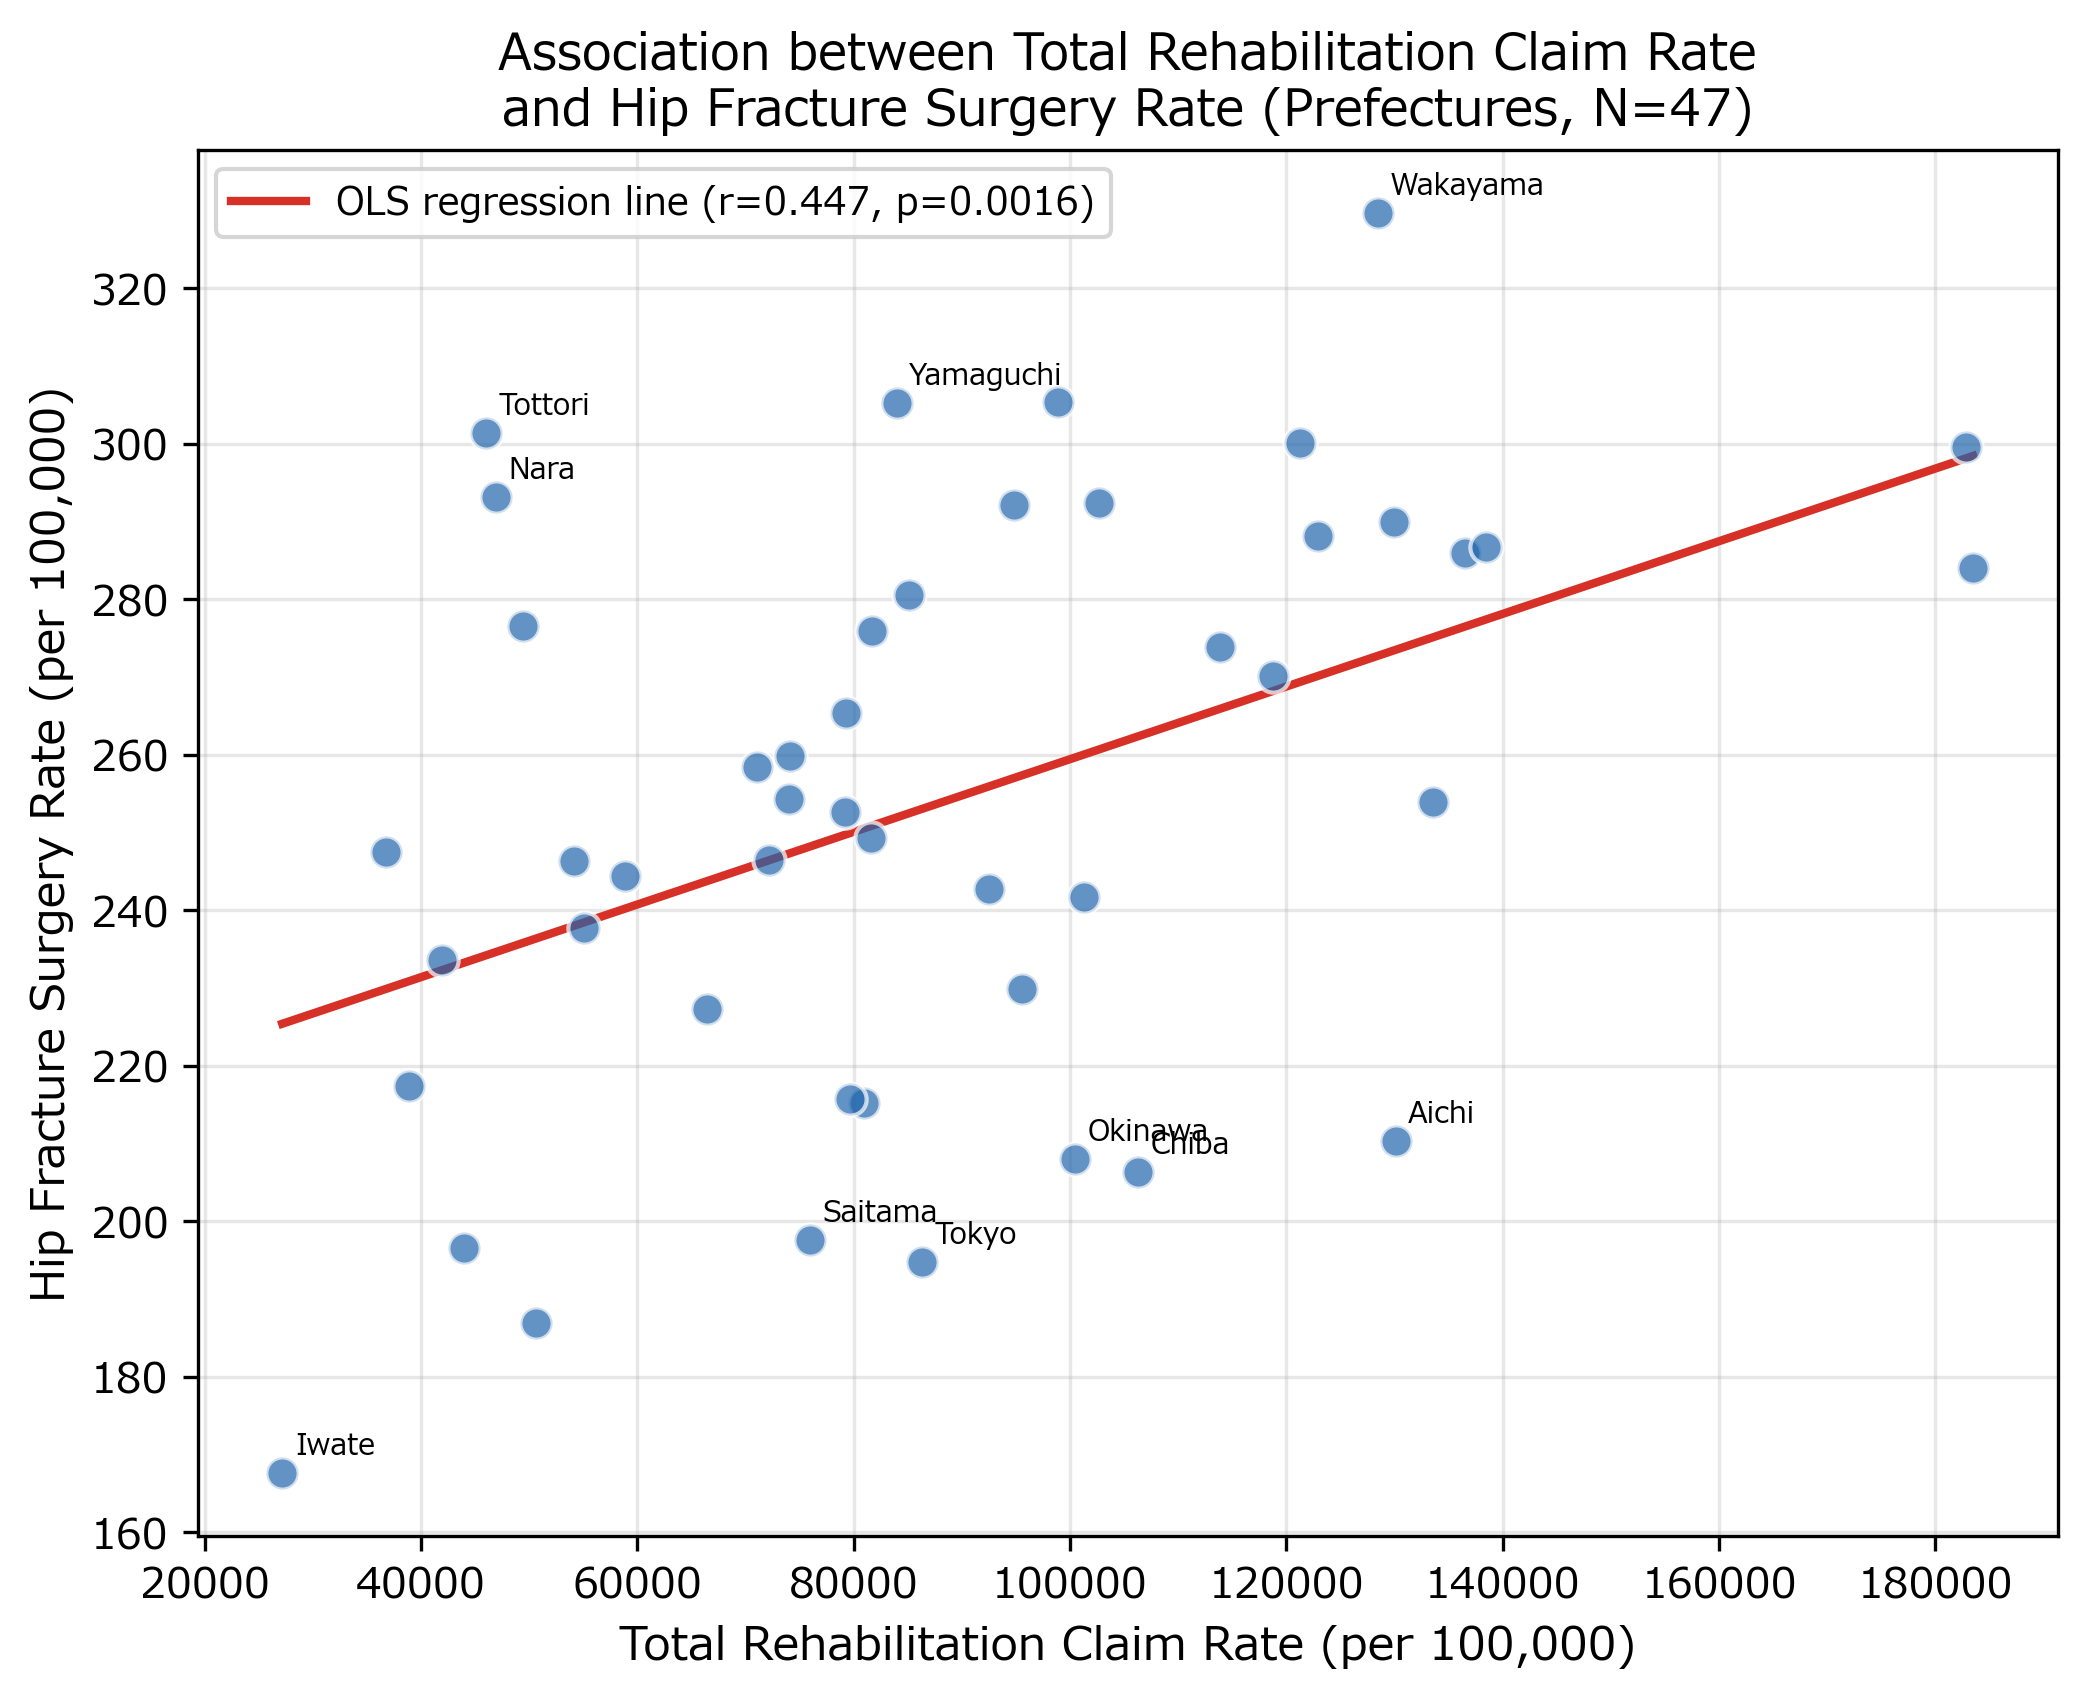 Association between Total Rehabilitation Claim Rate
and Hip Fracture Surgery Rate (Prefectures, N=47)
OLS regression line (r=0.447, p=0.0016)
Wakayama
Yamaguchi
Tottori
Nara
Okinawa
Chiba
Aichi
Saitama
Tokyo
Iwate
Hip Fracture Surgery Rate (per 100,000)
320
300
280
260
240
220
200
180
160
20000 40000 60000 80000 100000 120000 140000 160000 180000
Total Rehabilitation Claim Rate (per 100,000)